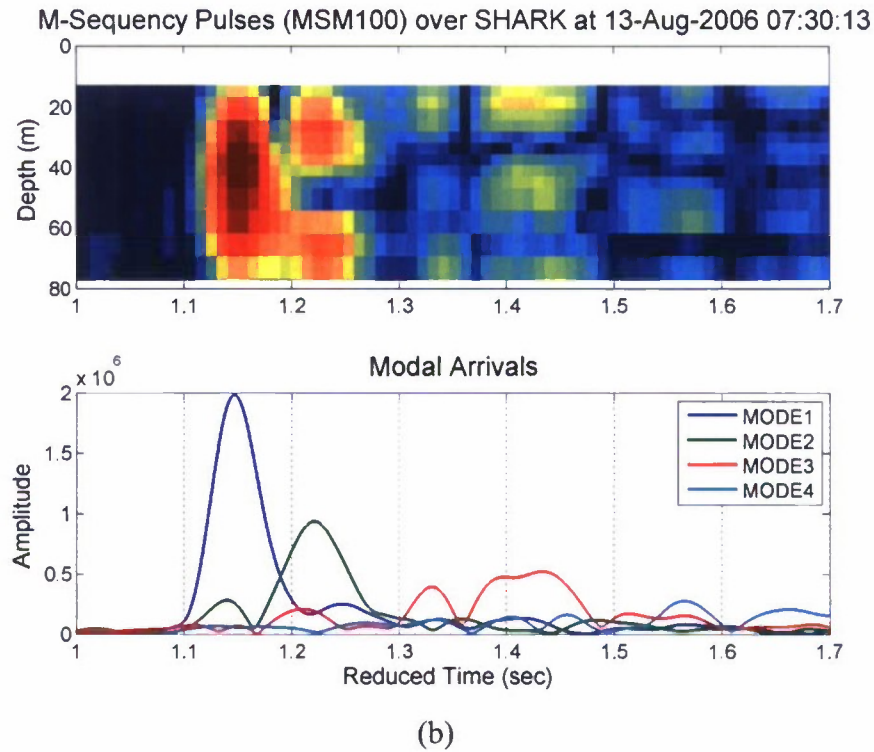 M-Sequency Pulses (MSM100) over SHARK at 13-Aug-2006 07:30:13
0
20
40
60
80
Depth (m)
1 1.1 1.2 1.3 1.4 1.5 1.6 1.7
Modal Arrivals
x 10^6
2
1.5
1
0.5
0
Amplitude
MODE1
MODE2
MODE3
MODE4
1 1.1 1.2 1.3 1.4 1.5 1.6 1.7
Reduced Time (sec)
(b)